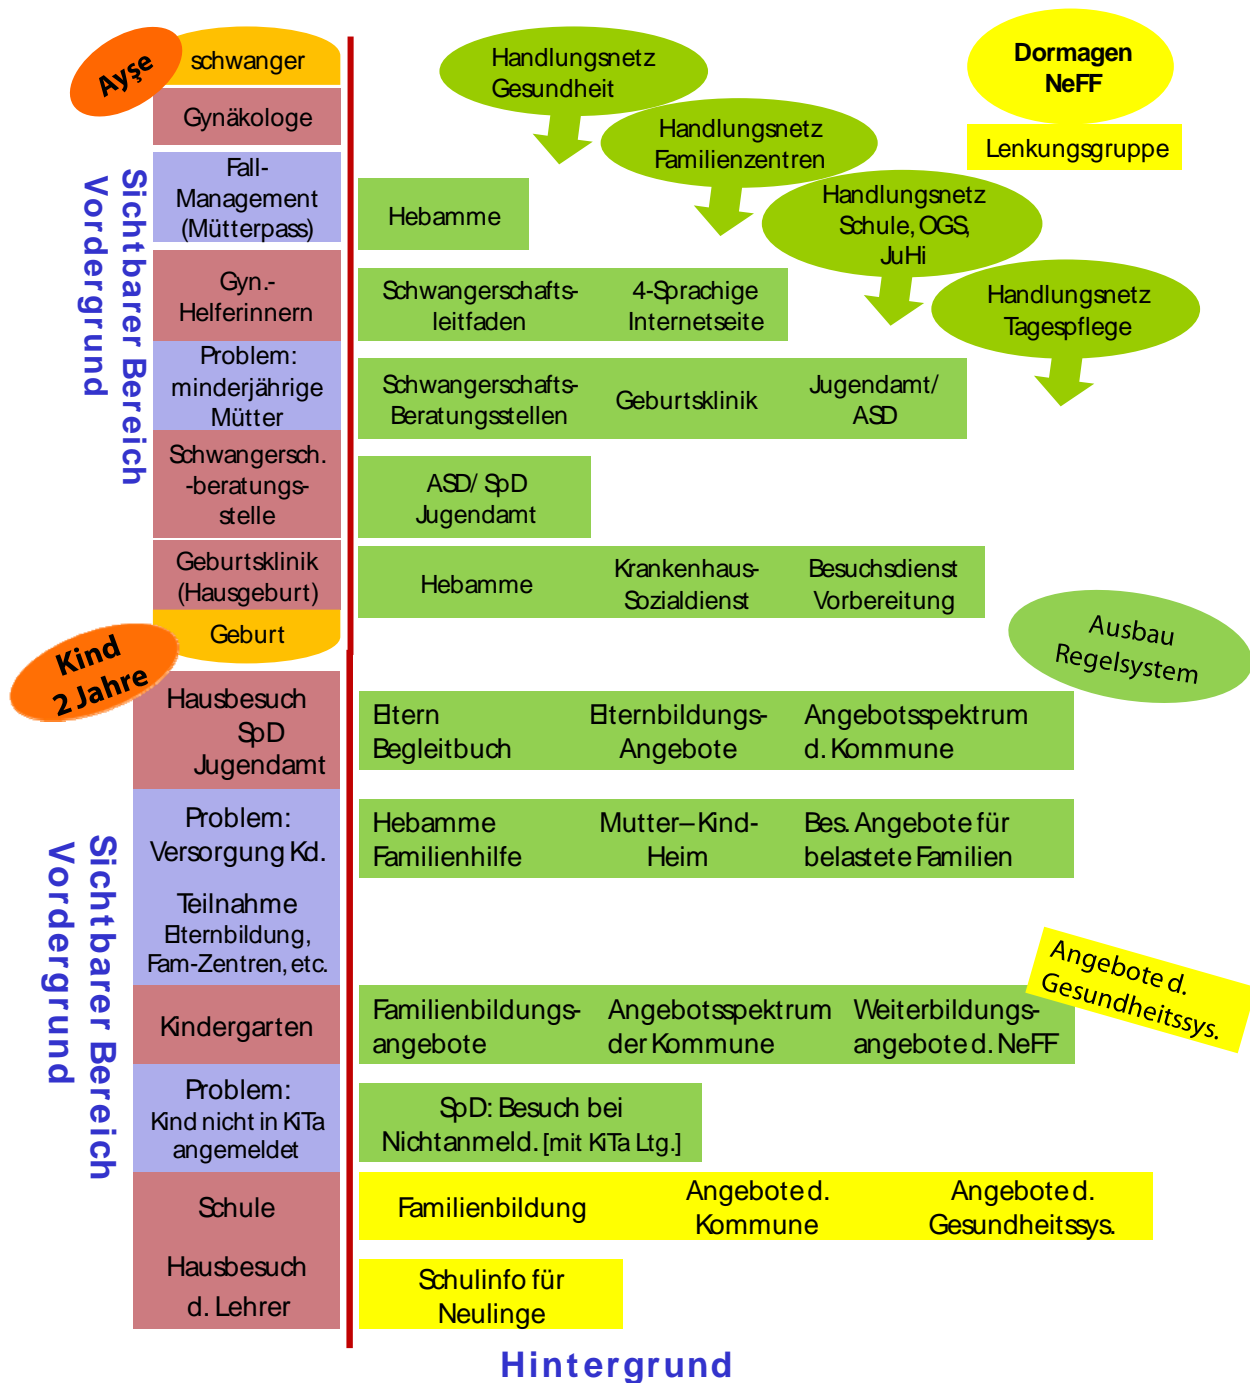 Ayşe
schwanger
Gynäkologe
Fall-
Management
(Mütterpass)
Gyn.-
Helferinnern
Problem:
minderjährige
Mütter
Schwangersch.
-beratungs-
stelle
Geburtsklinik
(Hausgeburt)
Geburt
Sichtbarer Bereich
Vordergrund
Handlungsnetz
Gesundheit
Handlungsnetz
Familienzentren
Handlungsnetz
Schule, OGS,
JuHi
Handlungsnetz
Tagespflege
Dormagen
NeFF
Lenkungsgruppe
Hebamme
Schwangerschafts-
leitfaden
4-Sprachige
Internetseite
Schwangerschafts-
Beratungsstellen
Geburtsklinik
Jugendamt/
ASD
ASD/ SpD
Jugendamt
Hebamme
Krankenhaus-
Sozialdienst
Besuchsdienst
Vorbereitung
Ausbau
Regelsystem
Kind
2 Jahre
Hausbesuch
SpD
Jugendamt
Problem:
Versorgung Kd.
Teilnahme
Elternbildung,
Fam-Zentren, etc.
Kindergarten
Problem:
Kind nicht in KiTa
angemeldet
Schule
Hausbesuch
d. Lehrer
Sichtbarer Bereich
Vordergrund
Eltern
Begleitbuch
Elternbildungs-
Angebote
Angebotsspektrum
d. Kommune
Hebamme
Familienhilfe
Mutter–Kind-
Heim
Bes. Angebote für
belastete Familien
Angebote d.
Gesundheitssys.
Familienbildungs-
angebote
Angebotsspektrum
der Kommune
Weiterbildungs-
angebote d. NeFF
SpD: Besuch bei
Nichtanmeld. [mit KiTa Ltg.]
Familienbildung
Angebote d.
Kommune
Angebote d.
Gesundheitssys.
Schulinfo für
Neulinge
Hintergrund